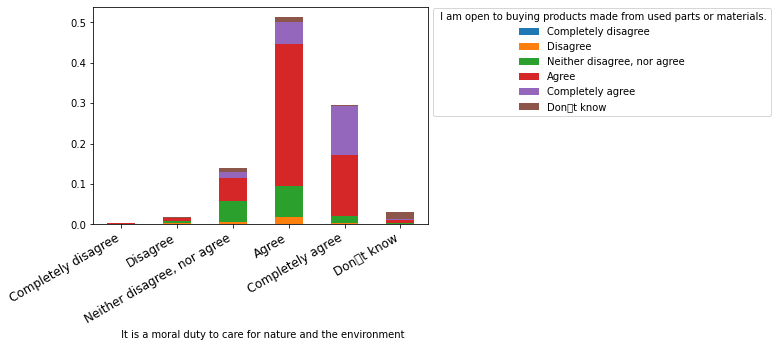 I am open to buying products made from used parts or materials.
Completely disagree
Disagree
Neither disagree, nor agree
Agree
Completely agree
Don▯t know
0.5
0.4
0.3
0.2
0.1
0.0
Completely disagree
Disagree
Neither disagree, nor agree
Agree
Completely agree
Don▯t know
It is a moral duty to care for nature and the environment